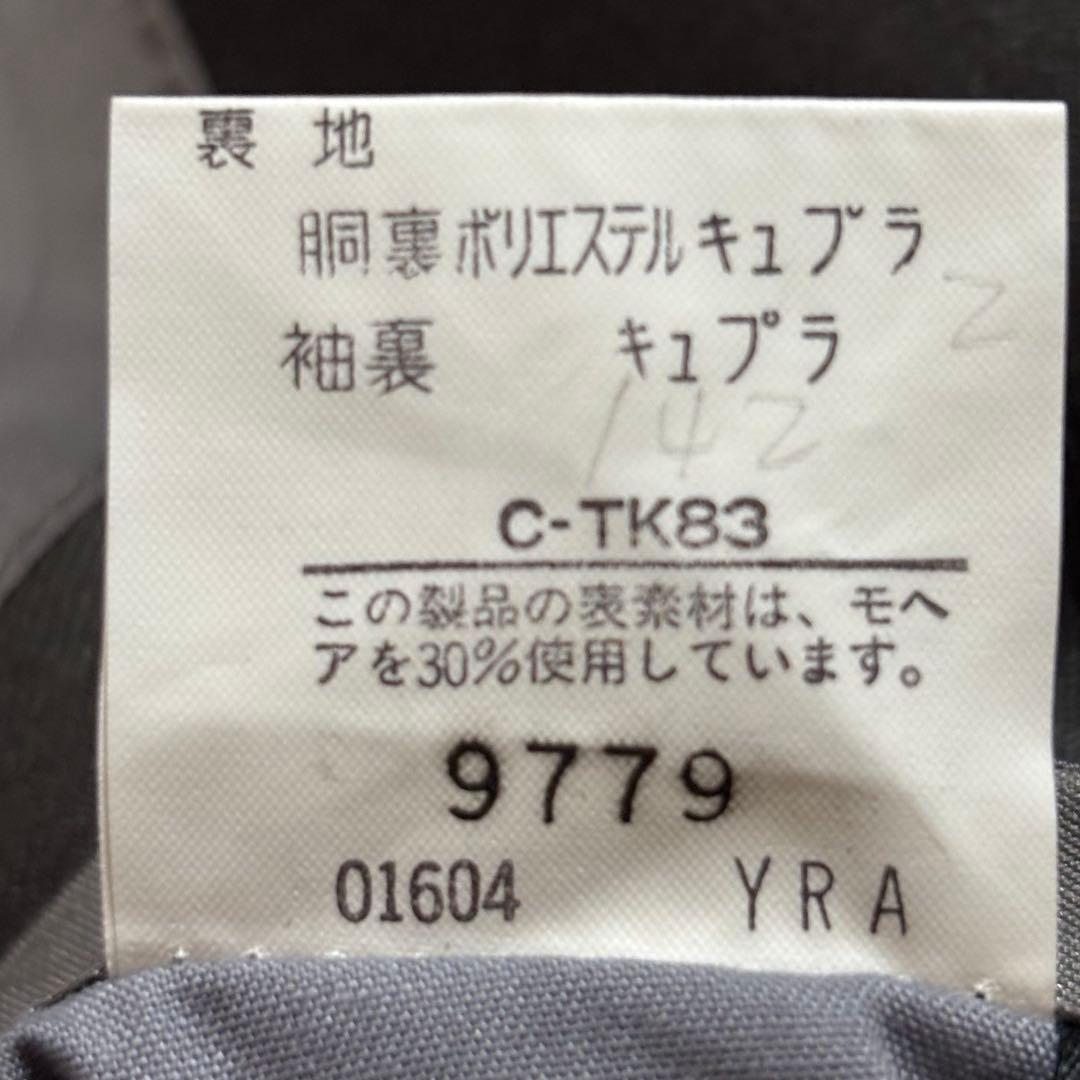 裏 地
胴裏 ポリエステル キュプラ
袖裏 キュプラ
2
142
C-TK83
この製品の表素材は、モヘ
アを30%使用しています。
9779
01604 YRA